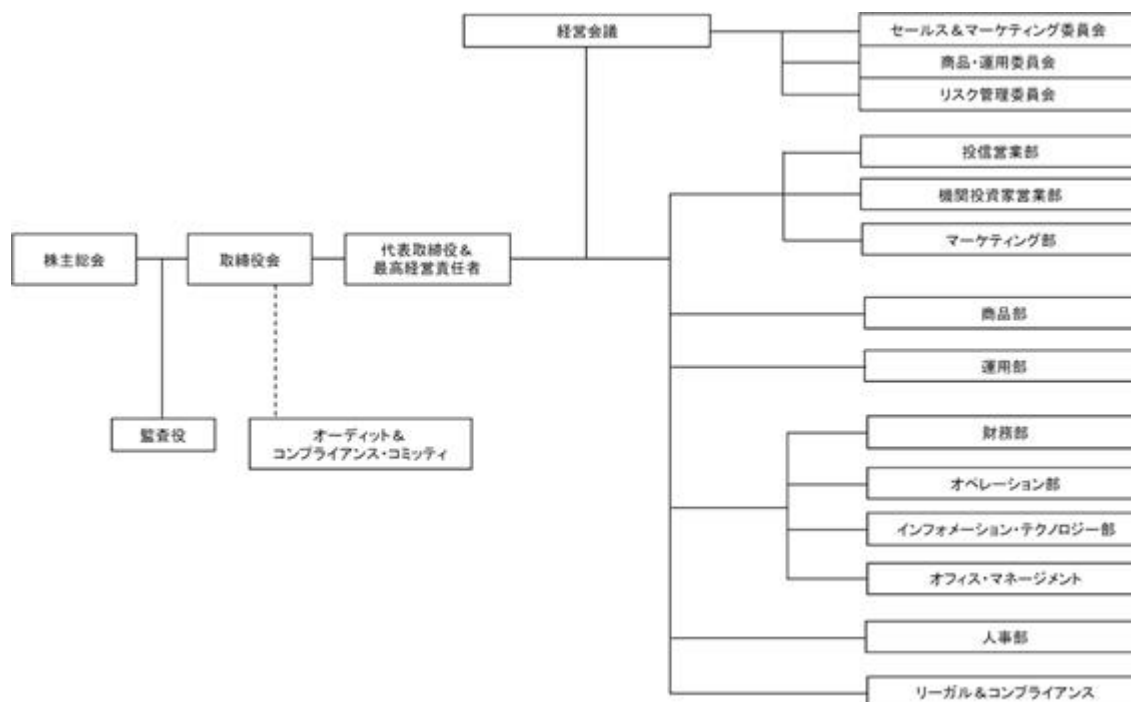 経営会議
セールス＆マーケティング委員会
商品・運用委員会
リスク管理委員会
投信営業部
機関投資家営業部
マーケティング部
株主総会
取締役会
代表取締役＆
最高経営責任者
商品部
運用部
監査役
オーディット＆
コンプライアンス・コミッティ
財務部
オペレーション部
インフォメーション・テクノロジー部
オフィス・マネージメント
人事部
リーガル＆コンプライアンス